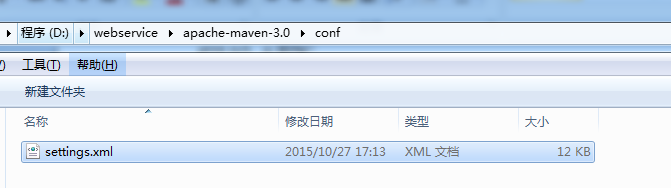 程序 (D:) webservice apache-maven-3.0 conf
工具(T) 帮助(H)
新建文件夹
名称 修改日期 类型 大小
settings.xml 2015/10/27 17:13 XML 文档 12 KB